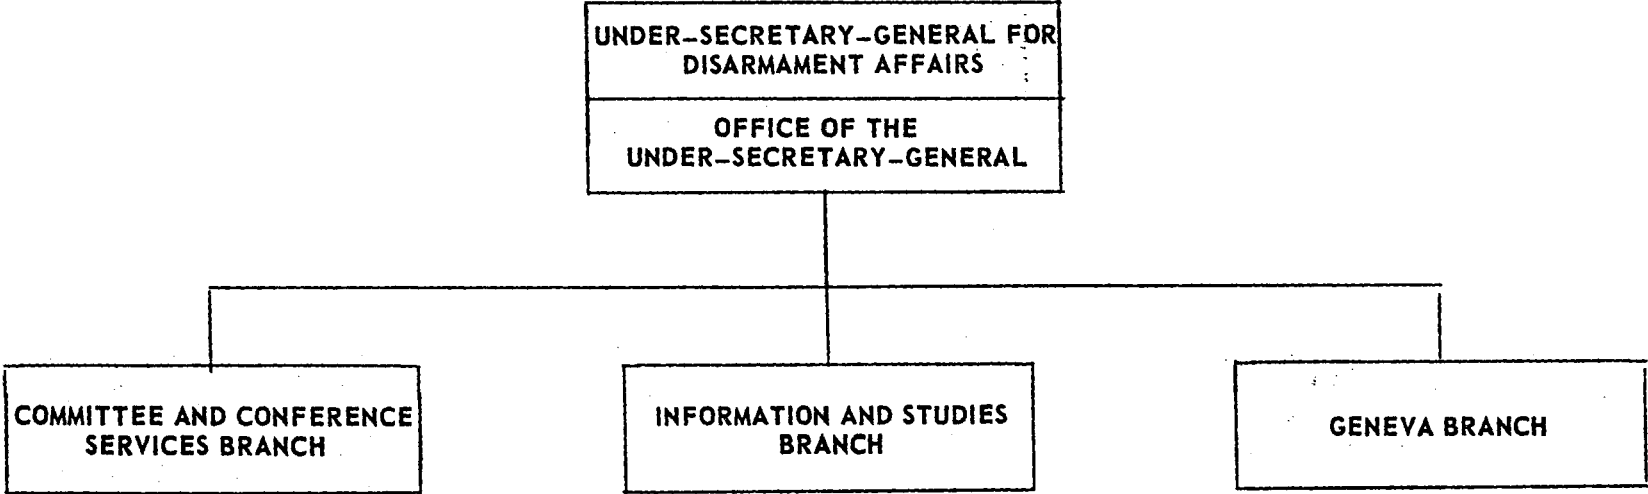 UNDER–SECRETARY–GENERAL FOR
DISARMAMENT AFFAIRS
OFFICE OF THE
UNDER–SECRETARY–GENERAL
COMMITTEE AND CONFERENCE
SERVICES BRANCH
INFORMATION AND STUDIES
BRANCH
GENEVA BRANCH